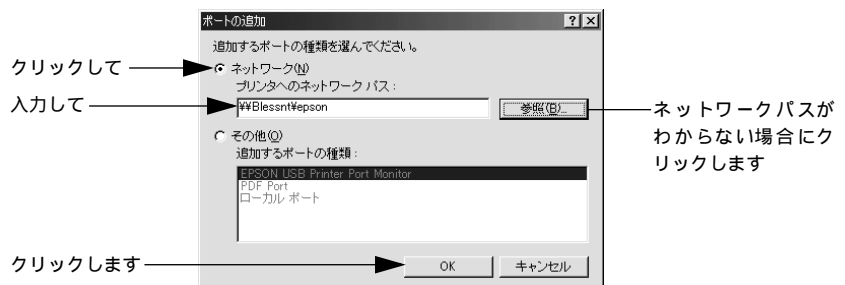 ポートの追加
追加するポートの種類を選んでください。
クリックして
ネットワーク(N)
プリンタへのネットワーク パス：
入力して
¥¥Blessnt¥epson
参照(B)...
ネットワークパスが
わからない場合にク
リックします
その他(O)
追加するポートの種類：
EPSON USB Printer Port Monitor
PDF Port
ローカル ポート
クリックします
OK
キャンセル